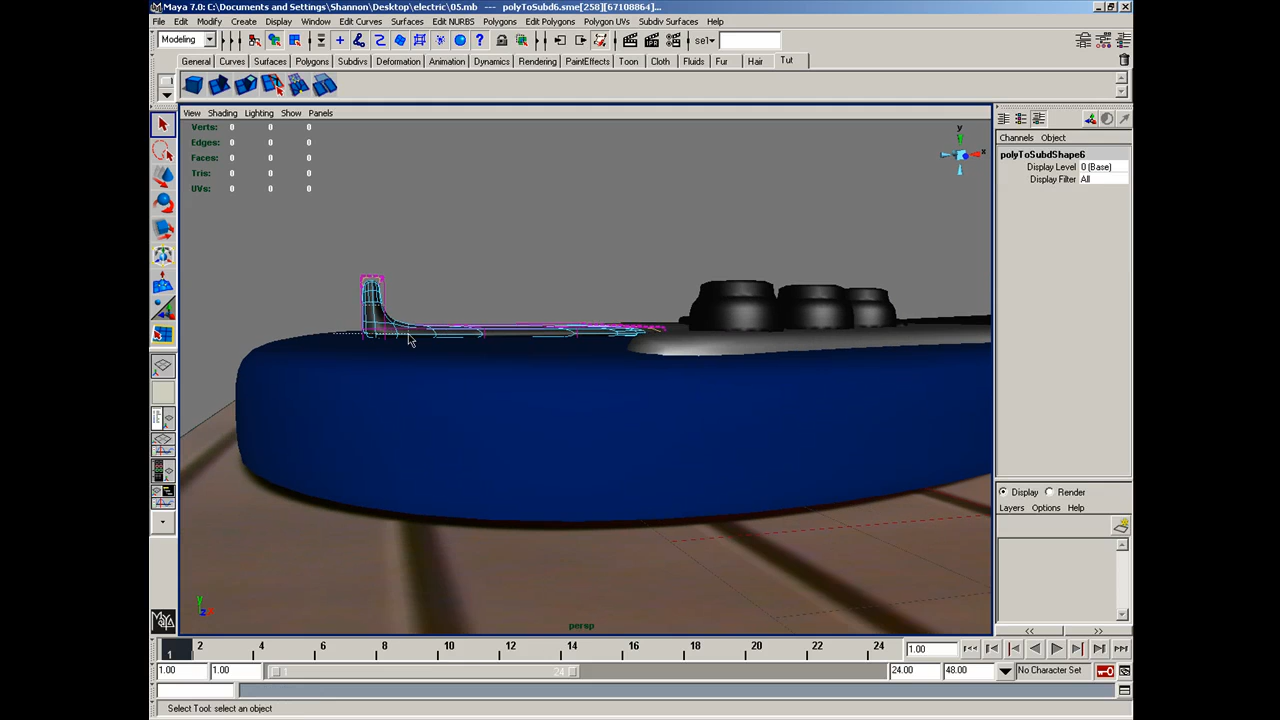 Maya 7.0: C:\Documents and Settings\Shannon\Desktop\electric\05.mb --- polyToSubd6.sme[258][67108864]...
File Edit Modify Create Display Window Edit Curves Surfaces Edit NURBS Polygons Edit Polygons Polygon UVs Subdiv Surfaces Help
Modeling sel
General Curves Surfaces Polygons Subdivs Deformation Animation Dynamics Rendering PaintEffects Toon Cloth Fluids Fur Hair Tut
View Shading Lighting Show Panels
Verts: 0 0 0
Edges: 0 0 0
Faces: 0 0 0
Tris: 0 0 0
UVs: 0 0 0
y
x
Channels Object
polyToSubdShape6
Display Level 0 (Base)
Display Filter All
Display Render
Layers Options Help
y
z
persp
<< >>
1 2 4 6 8 10 12 14 16 18 20 22 24 1.00
1.00 1.00 1 24 24.00 48.00 No Character Set
Select Tool: select an object